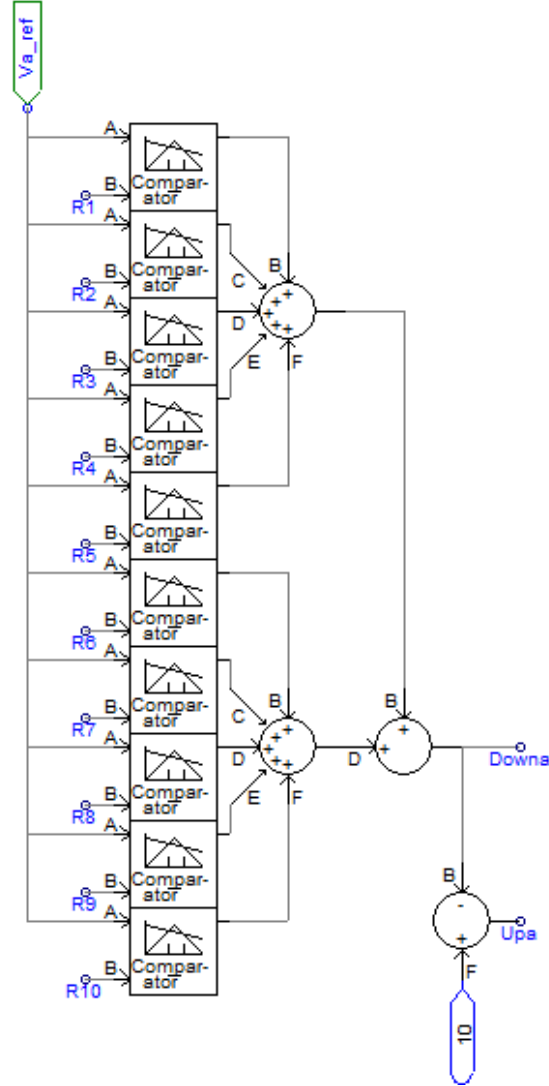 Va_ref
A
Compar-
ator
B
R1
A
Compar-
ator
B
R2
A
Compar-
ator
B
R3
A
Compar-
ator
B
R4
A
Compar-
ator
B
R5
A
Compar-
ator
B
R6
A
Compar-
ator
B
R7
A
Compar-
ator
B
R8
A
Compar-
ator
B
R9
A
Compar-
ator
B
R10
B
C
D
E
F
+
+
+
+
+
B
C
D
E
F
+
+
+
+
+
B
D
+
+
Downa
B
-
+
F
Upa
10